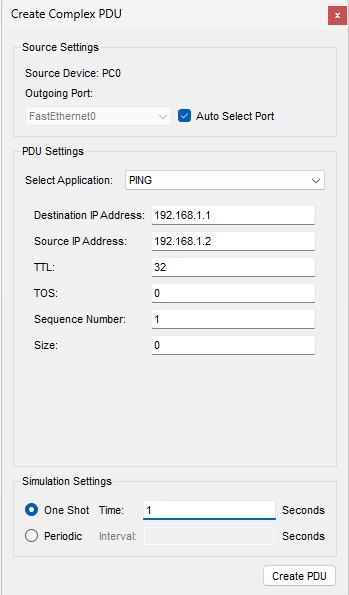 Create Complex PDU
x
Source Settings
Source Device: PC0
Outgoing Port:
FastEthernet0 Auto Select Port
PDU Settings
Select Application: PING
Destination IP Address: 192.168.1.1
Source IP Address: 192.168.1.2
TTL: 32
TOS: 0
Sequence Number: 1
Size: 0
Simulation Settings
One Shot Time: 1 Seconds
Periodic Interval: Seconds
Create PDU